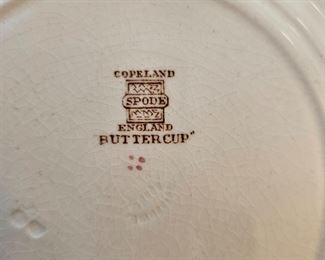 COPELAND
SPODE
ENGLAND
BUTTERCUP"